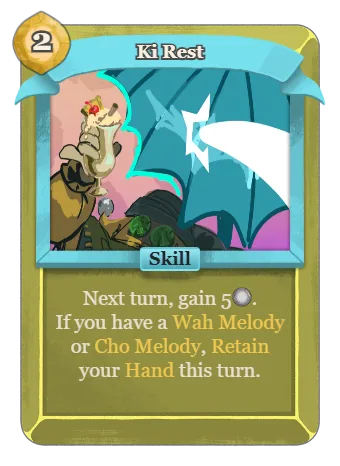 2
Ki Rest
Skill
Next turn, gain 5.
If you have a Wah Melody
or Cho Melody, Retain
your Hand this turn.